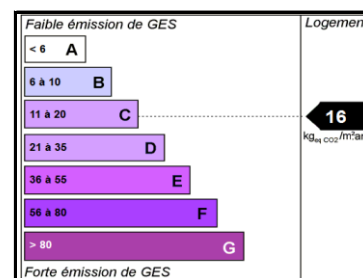 Faible émission de GES
Logement
< 6 A
6 à 10 B
11 à 20 C
16
kgeq CO2/m².an
21 à 35 D
36 à 55 E
56 à 80 F
> 80 G
Forte émission de GES